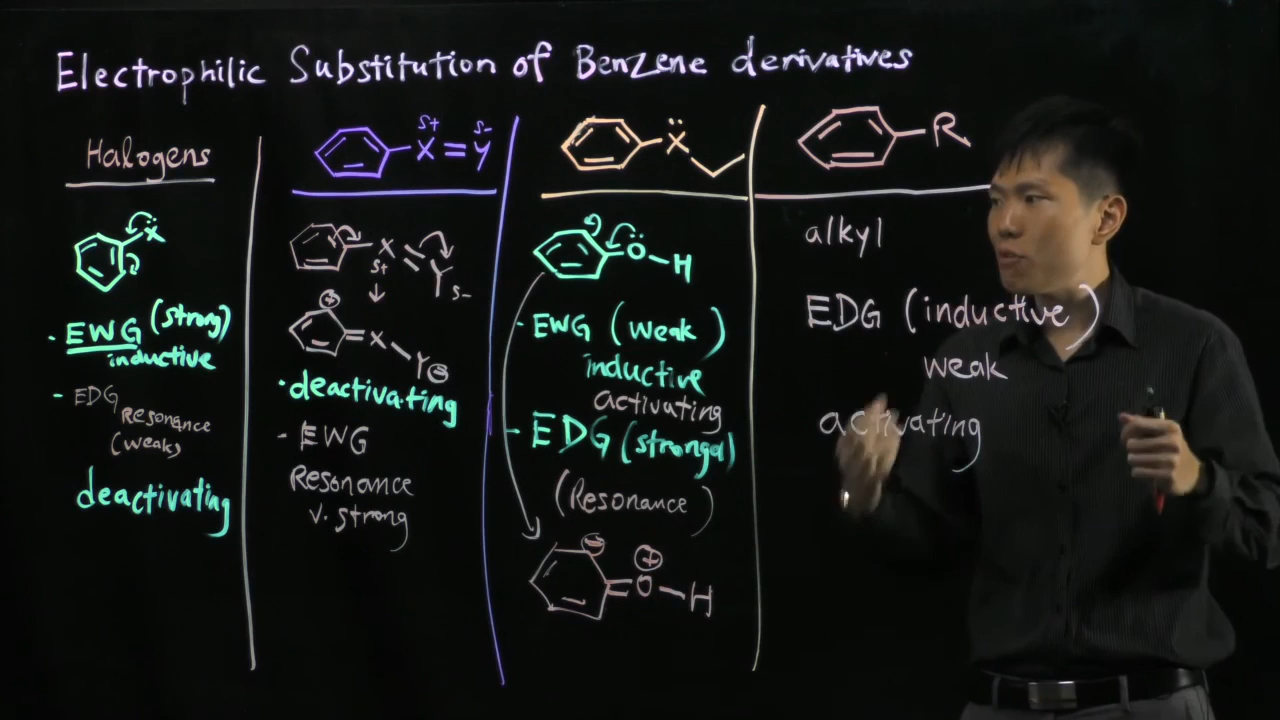 Electrophilic Substitution of Benzene derivatives
Halogens
X
- EWG (strong)
inductive
- EDG
Resonance
(weak)
deactivating
δ+ δ-
X = Y
X
δ+ Y δ-
⊕
X
Y⊖
· deactivating
- EWG
Resonance
v. strong
X
O - H
- EWG (weak)
inductive
activating
- EDG (strong
(Resonance)
⊖ ⊕
O - H
R
alkyl
EDG (inductive)
weak
activating